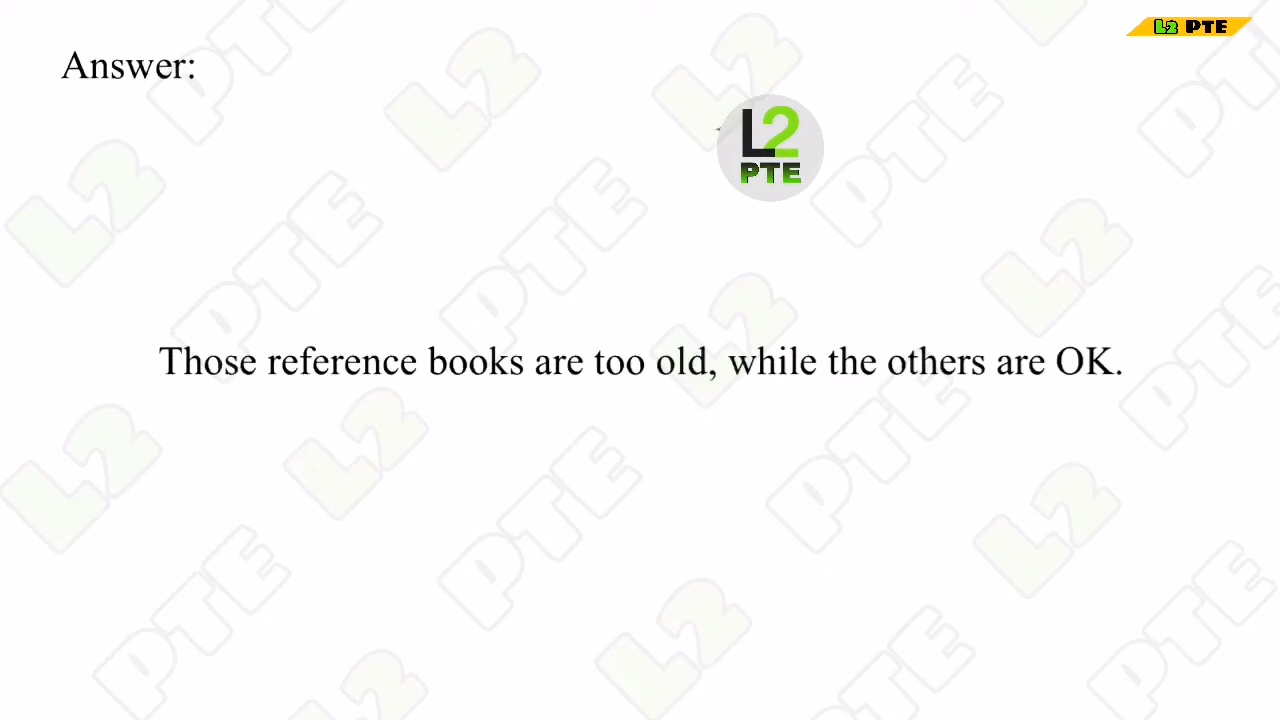 L2 PTE
Answer:
L2
PTE
Those reference books are too old, while the others are OK.